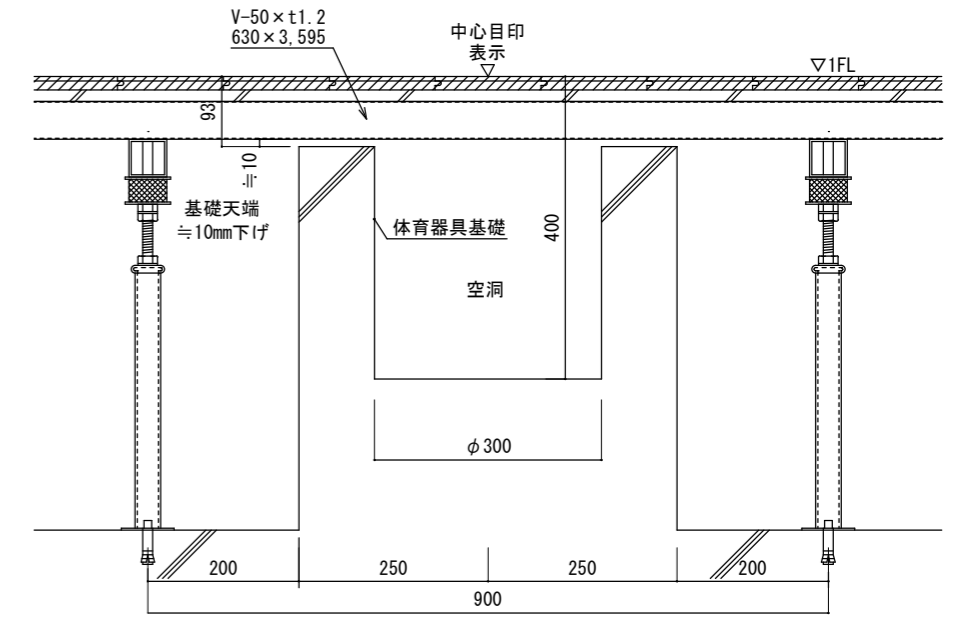 V-50×t1.2
630×3,595
中心目印
表示
▽1FL
93
≒10
基礎天端
≒10mm下げ
体育器具基礎
400
空洞
φ300
200
250
250
200
900